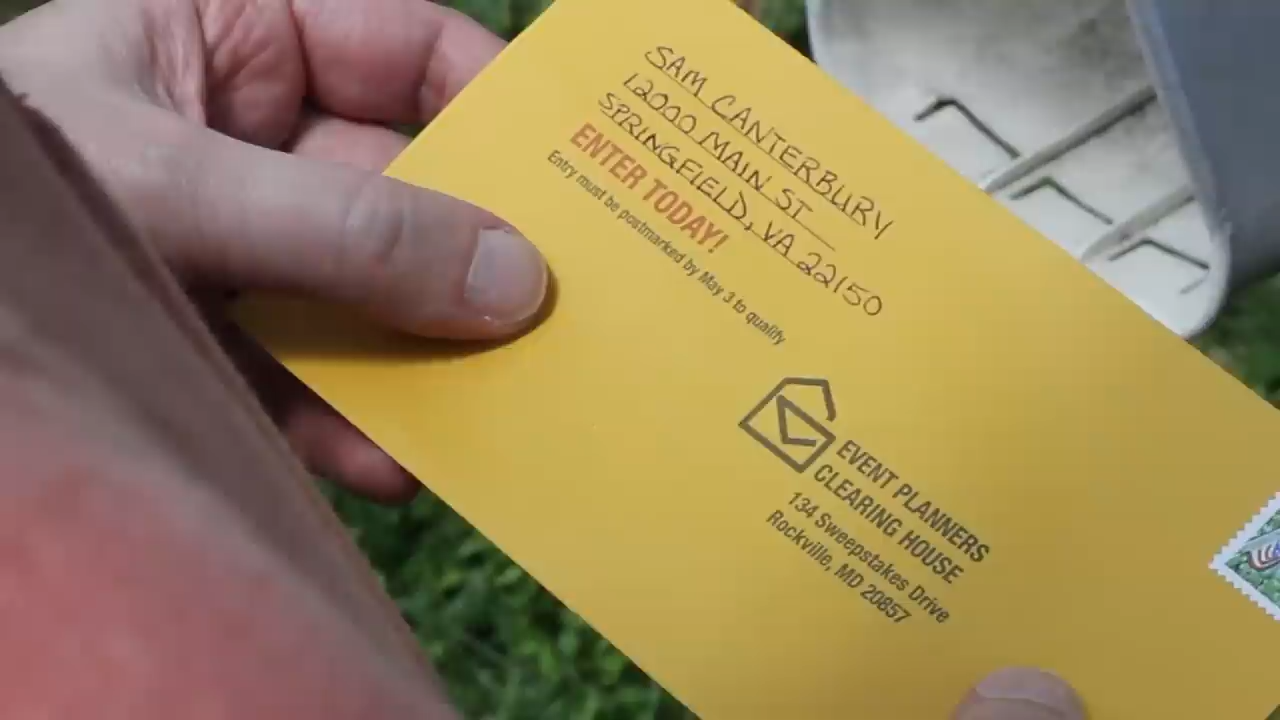 SAM CANTERBURY
12000 MAIN ST
SPRINGFIELD, VA 22150
ENTER TODAY!
Entry must be postmarked by May 3 to qualify
EVENT PLANNERS
CLEARING HOUSE
134 Sweepstakes Drive
Rockville, MD 20857